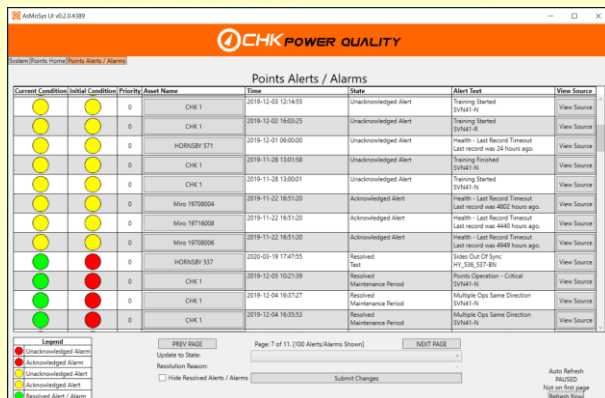 AsMoSys UI v0.2.0.4389
CHK POWER QUALITY
System Points Home Points Alerts / Alarms
Points Alerts / Alarms
Current Condition Initial Condition Priority Asset Name Time State Alert Text View Source
0 CHK 1 2019-12-03 12:14:55 Unacknowledged Alert Training Started View Source
SVN41-N
0 CHK 1 2019-12-02 16:03:25 Unacknowledged Alert Training Started View Source
SVN41-R
0 HORNSBY 571 2019-12-01 06:00:00 Unacknowledged Alert Health - Last Record Timeout View Source
Last record was 24 hours ago.
0 CHK 1 2019-11-28 13:01:58 Unacknowledged Alert Training Finished View Source
SVN41-N
0 CHK 1 2019-11-28 13:00:01 Unacknowledged Alert Training Started View Source
SVN41-N
0 Miro 19708004 2019-11-22 16:51:20 Acknowledged Alert Health - Last Record Timeout View Source
Last record was 4802 hours ago.
0 Miro 19716008 2019-11-22 16:51:20 Acknowledged Alert Health - Last Record Timeout View Source
Last record was 4440 hours ago.
0 Miro 19708006 2019-11-22 16:51:20 Acknowledged Alert Health - Last Record Timeout View Source
Last record was 4949 hours ago.
0 HORNSBY 537 2020-03-19 17:47:55 Resolved Sides Out Of Sync View Source
Test HY_536_537-BN
0 CHK 1 2019-12-05 10:21:39 Resolved Points Operation - Critical View Source
Maintenance Period SVN41-N
0 CHK 1 2019-12-04 16:37:27 Resolved Multiple Ops Same Direction View Source
Maintenance Period SVN41-N
0 CHK 1 2019-12-04 16:35:53 Resolved Multiple Ops Same Direction View Source
Maintenance Period SVN41-N
Legend
Unacknowledged Alarm
Acknowledged Alarm
Unacknowledged Alert
Acknowledged Alert
Resolved Alert / Alarm
PREV PAGE Page: 7 of 11. [100 Alerts/Alarms Shown] NEXT PAGE
Update to State:
Resolution Reason:
Hide Resolved Alerts / Alarms Submit Changes
Auto Refresh
PAUSED
Not on first page
Refresh Now